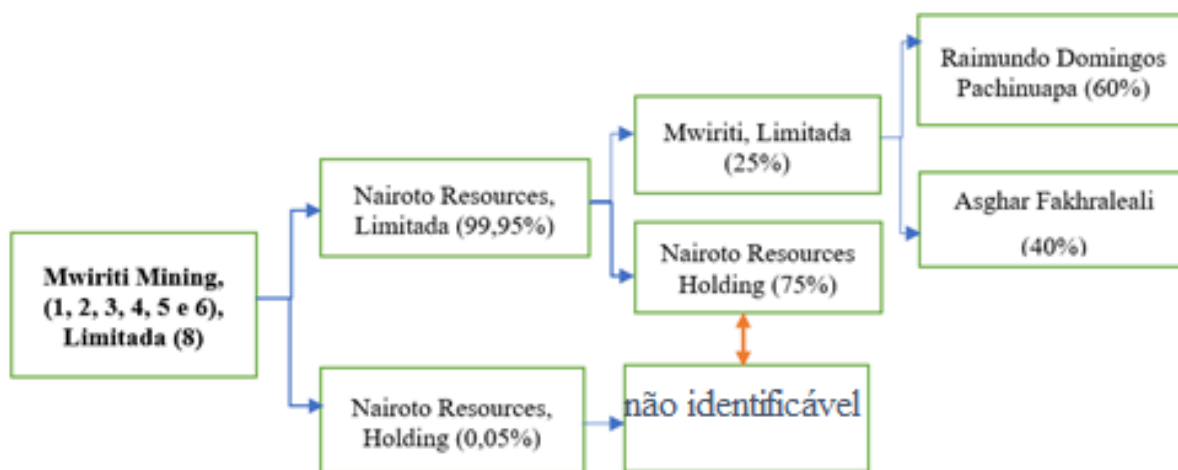 Raimundo Domingos
Pachinuapa (60%)
Mwiriti, Limitada
(25%)
Nairoto Resources,
Limitada (99,95%)
Asghar Fakhraleali
(40%)
Nairoto Resources
Holding (75%)
Mwiriti Mining,
(1, 2, 3, 4, 5 e 6),
Limitada (8)
Nairoto Resources,
Holding (0,05%)
não identificável